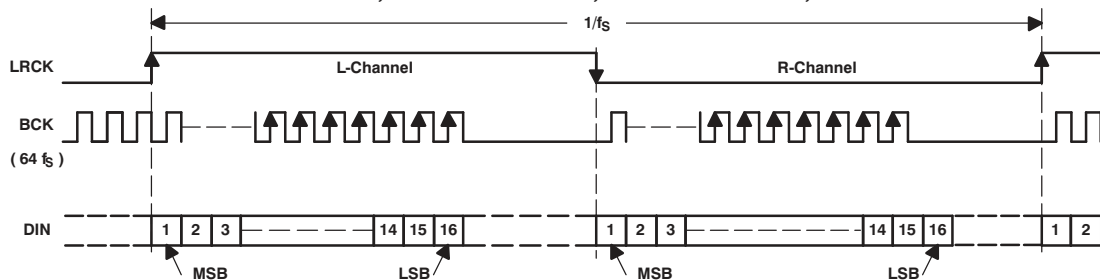 1/fS
LRCK
L-Channel
R-Channel
BCK
( 64 fS )
DIN
1 2 3 14 15 16 1 2 3 14 15 16 1 2
MSB LSB MSB LSB